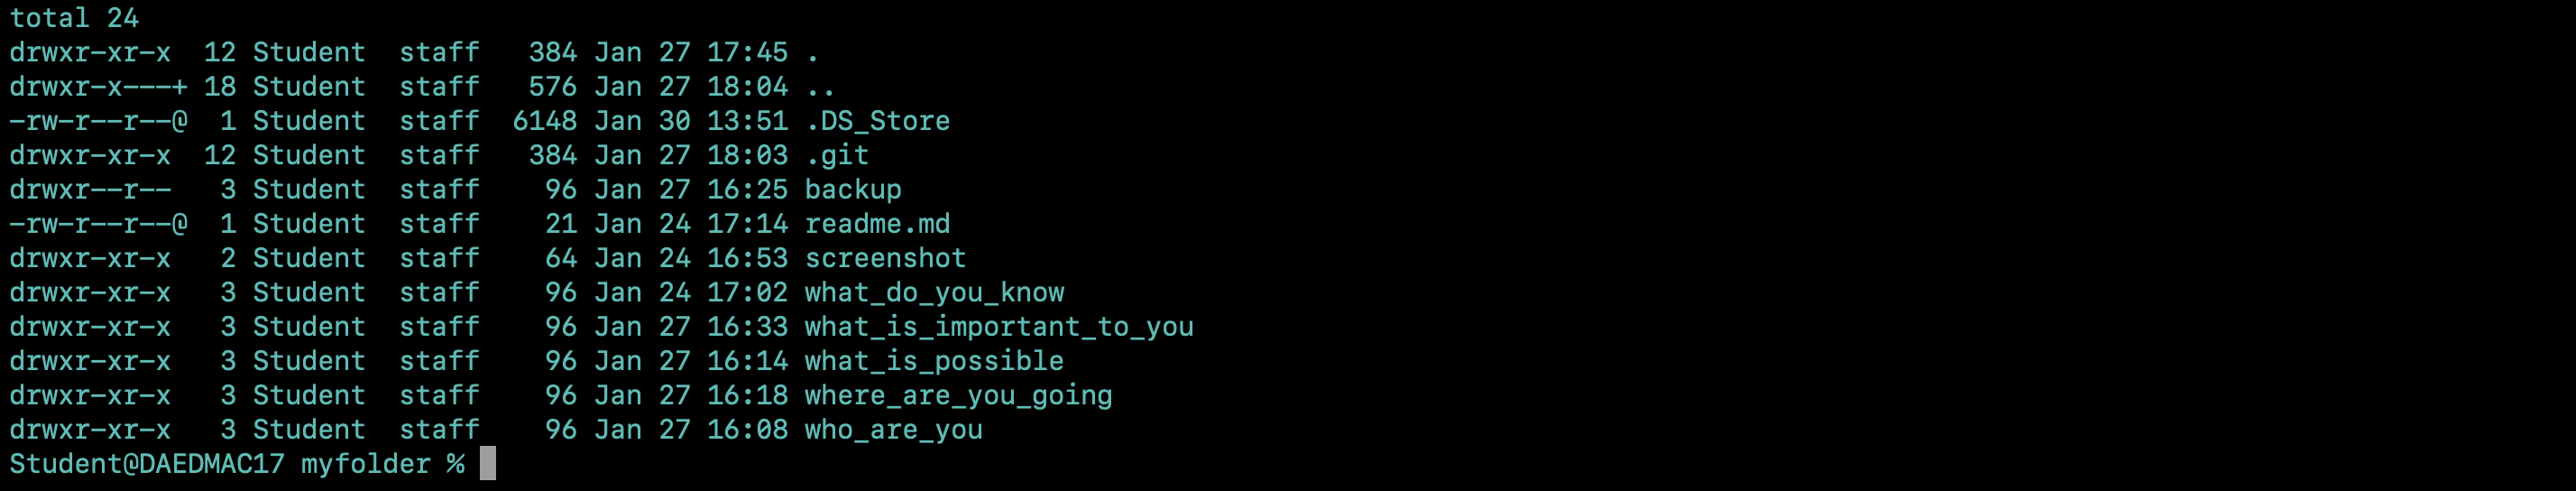 total 24
drwxr-xr-x  12 Student  staff   384 Jan 27 17:45 .
drwxr-x---+ 18 Student  staff   576 Jan 27 18:04 ..
-rw-r--r--@  1 Student  staff  6148 Jan 30 13:51 .DS_Store
drwxr-xr-x  12 Student  staff   384 Jan 27 18:03 .git
drwxr--r--   3 Student  staff    96 Jan 27 16:25 backup
-rw-r--r--@  1 Student  staff    21 Jan 24 17:14 readme.md
drwxr-xr-x   2 Student  staff    64 Jan 24 16:53 screenshot
drwxr-xr-x   3 Student  staff    96 Jan 24 17:02 what_do_you_know
drwxr-xr-x   3 Student  staff    96 Jan 27 16:33 what_is_important_to_you
drwxr-xr-x   3 Student  staff    96 Jan 27 16:14 what_is_possible
drwxr-xr-x   3 Student  staff    96 Jan 27 16:18 where_are_you_going
drwxr-xr-x   3 Student  staff    96 Jan 27 16:08 who_are_you
Student@DAEDMAC17 myfolder %